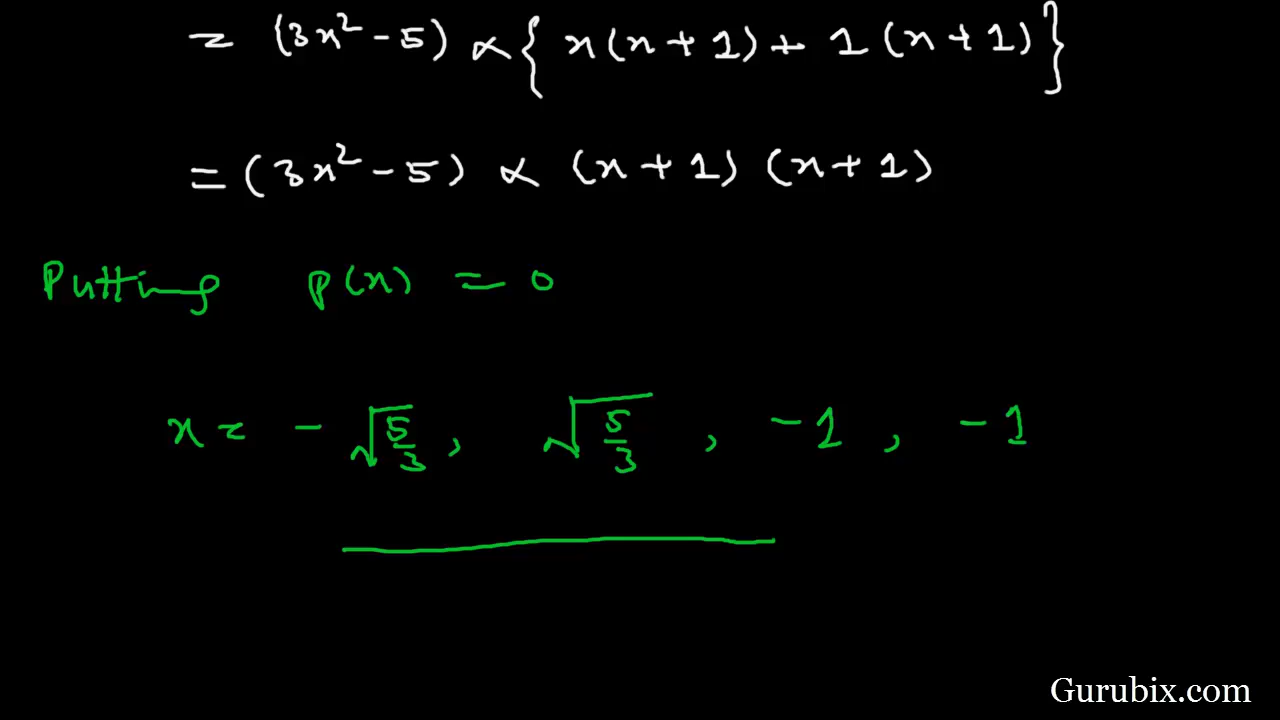 = (3x² - 5) × { x(x + 1) + 1 (x + 1) }
= (3x² - 5) × (x + 1) (x + 1)
Putting p(x) = 0
x = - √5/3 , √5/3 , - 1 , - 1
Gurubix.com